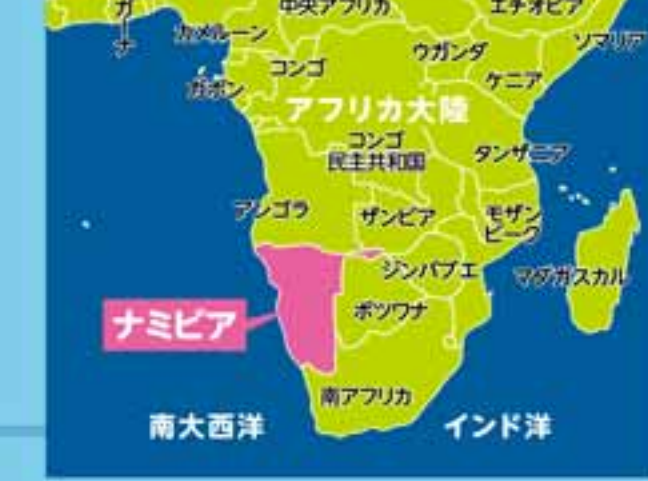 ガーナ
中央アフリカ
エチオピア
カメルーン
ソマリア
ウガンダ
コンゴ
ケニア
ガボン
アフリカ大陸
コンゴ
民主共和国
タンザニア
アンゴラ
ザンビア
モザン
ビーク
ジンバブエ
マダガスカル
ボツワナ
ナミビア
南アフリカ
南大西洋
インド洋